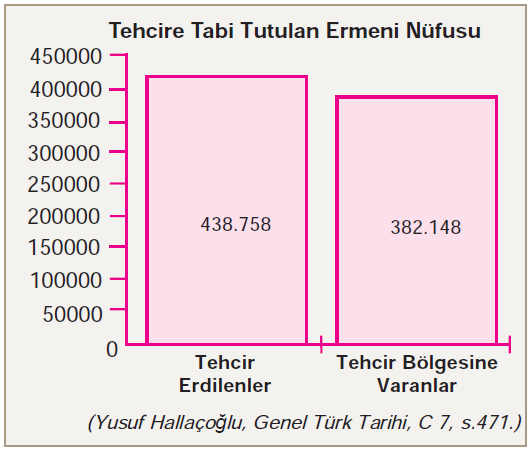 Tehcire Tabi Tutulan Ermeni Nüfusu
450000
400000
350000
300000
250000
200000
150000
100000
50000
0
438.758
382.148
Tehcir
Erdilenler
Tehcir Bölgesine
Varanlar
(Yusuf Hallaçoğlu, Genel Türk Tarihi, C 7, s.471.)